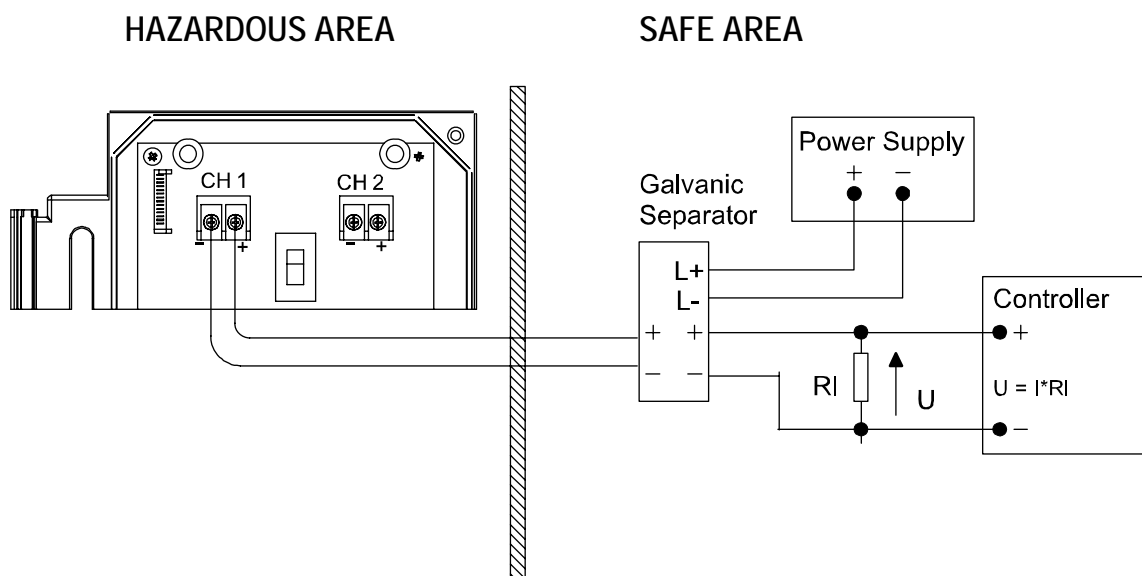 HAZARDOUS AREA
SAFE AREA
CH 1
CH 2
- +
- +
Galvanic
Separator
Power Supply
+ -
L+
L-
+ +
- -
RI
U
Controller
+
U = I*RI
-